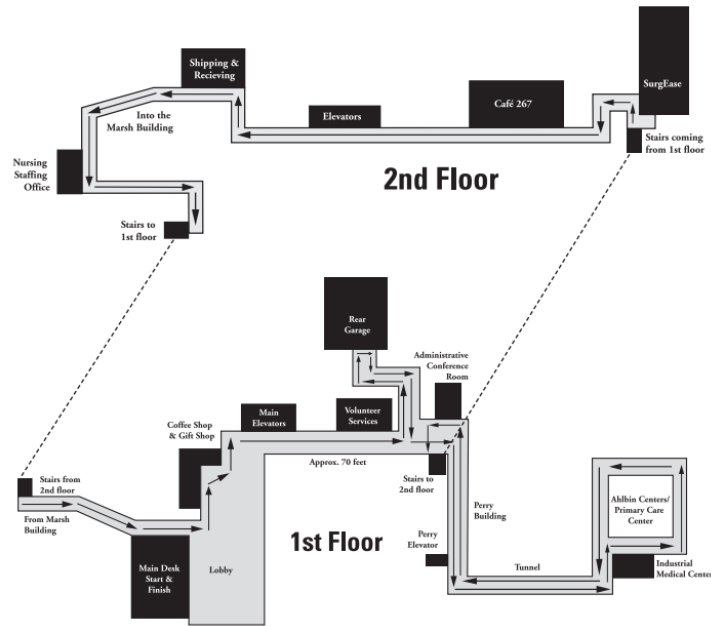 Shipping &
Recieving
SurgEase
Café 267
Elevators
Into the
Marsh Building
Stairs coming
from 1st floor
Nursing
Staffing
Office
2nd Floor
Stairs to
1st floor
Rear
Garage
Administrative
Conference
Room
Main
Elevators
Volunteer
Services
Coffee Shop
& Gift Shop
Approx. 70 feet
Stairs from
2nd floor
Stairs to
2nd floor
From Marsh
Building
Perry
Building
Ahlbin Centers/
Primary Care
Center
1st Floor
Perry
Elevator
Main Desk
Start &
Finish
Lobby
Tunnel
Industrial
Medical Center